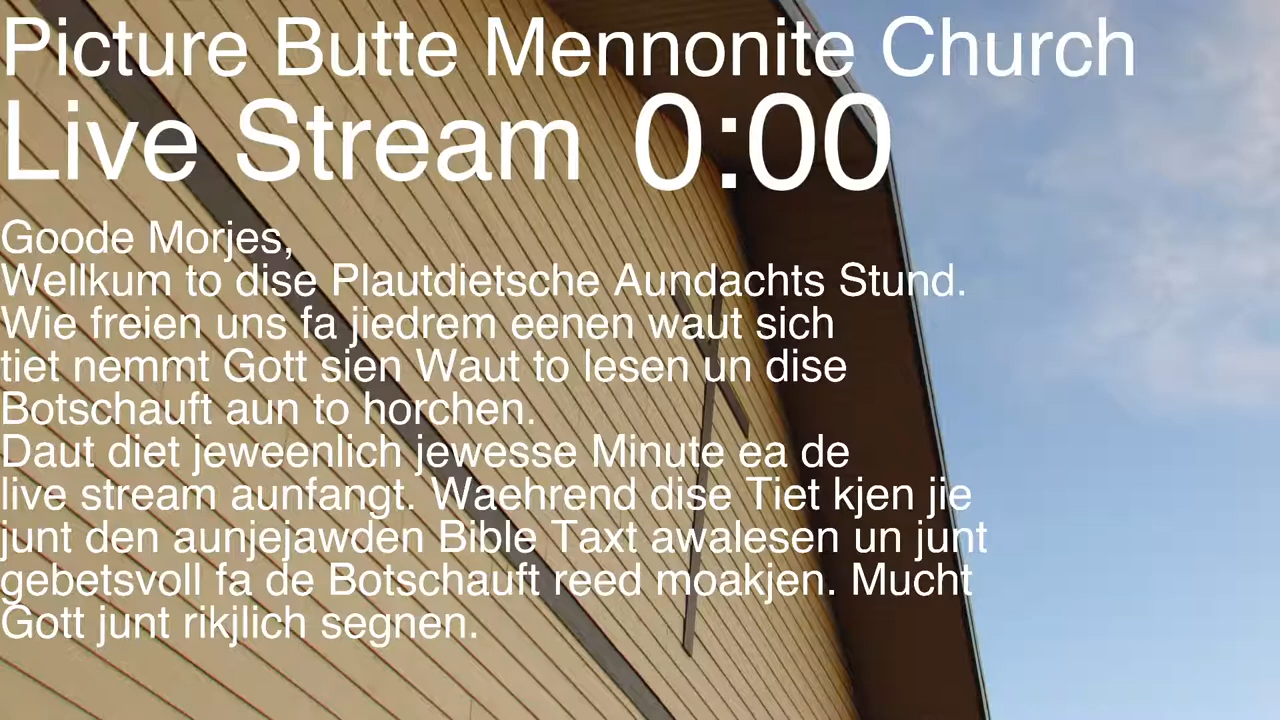 Picture Butte Mennonite Church
Live Stream 0:00
Goode Morjes,
Wellkum to dise Plautdietsche Aundachts Stund.
Wie freien uns fa jiedrem eenen waut sich
tiet nemmt Gott sien Waut to lesen un dise
Botschauft aun to horchen.
Daut diet jeweenlich jewesse Minute ea de
live stream aunfangt. Waehrend dise Tiet kjen jie
junt den aunjejawden Bible Taxt awalesen un junt
gebetsvoll fa de Botschauft reed moakjen. Mucht
Gott junt rikjlich segnen.